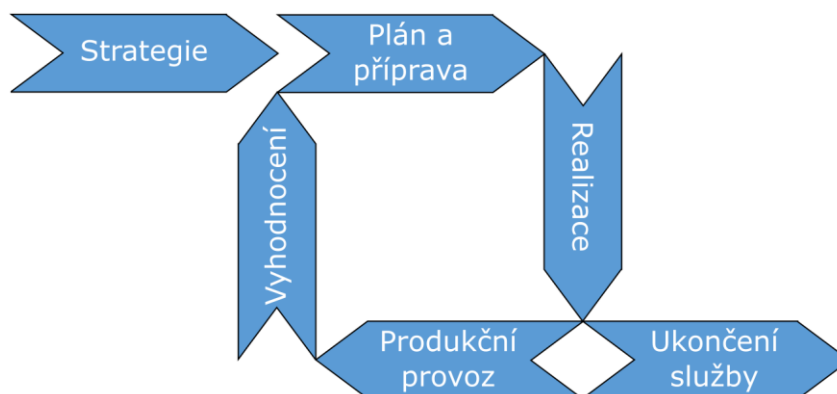 Strategie
Plán a
příprava
Realizace
Vyhodnocení
Produkční
provoz
Ukončení
služby